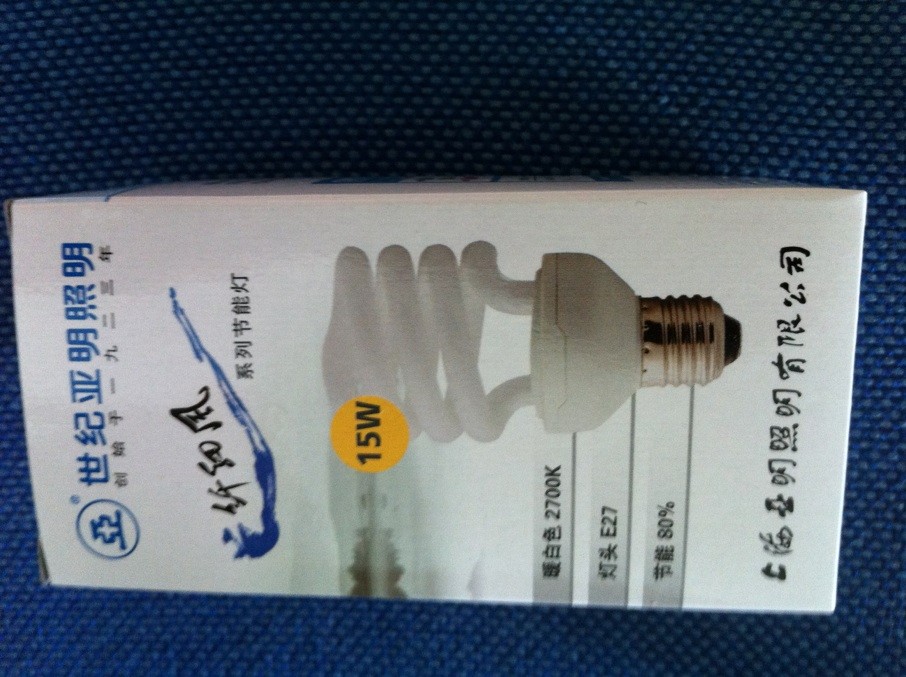 亞® 世纪亚明照明
创始于一九二三年
纤细风
系列节能灯
15W
暖白色 2700K
灯头 E27
节能 80%
上海亚明照明有限公司